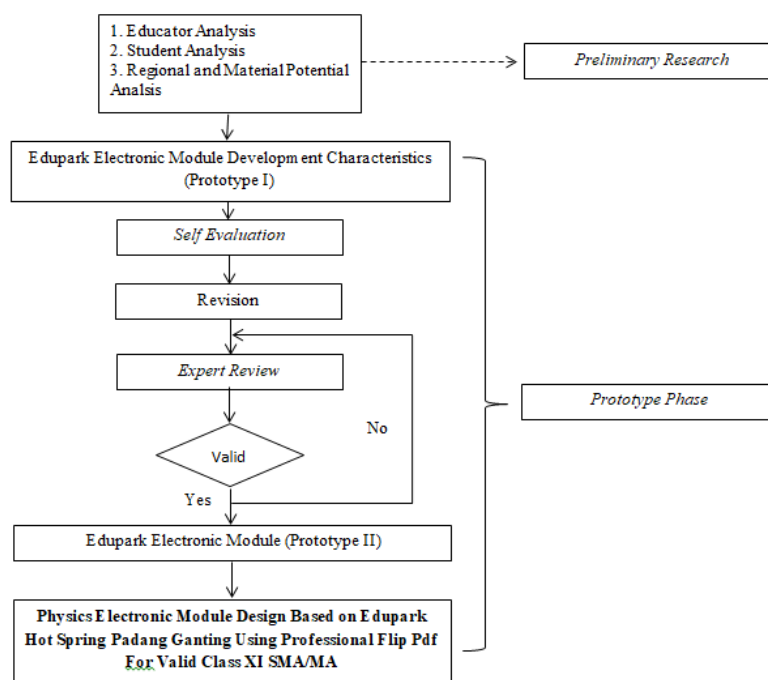 1. Educator Analysis
2. Student Analysis
3. Regional and Material Potential
Analsis
Preliminary Research
Edupark Electronic Module Development Characteristics
(Prototype I)
Self Evaluation
Revision
Expert Review
Prototype Phase
No
Valid
Yes
Edupark Electronic Module (Prototype II)
Physics Electronic Module Design Based on Edupark
Hot Spring Padang Ganting Using Professional Flip Pdf
For Valid Class XI SMA/MA